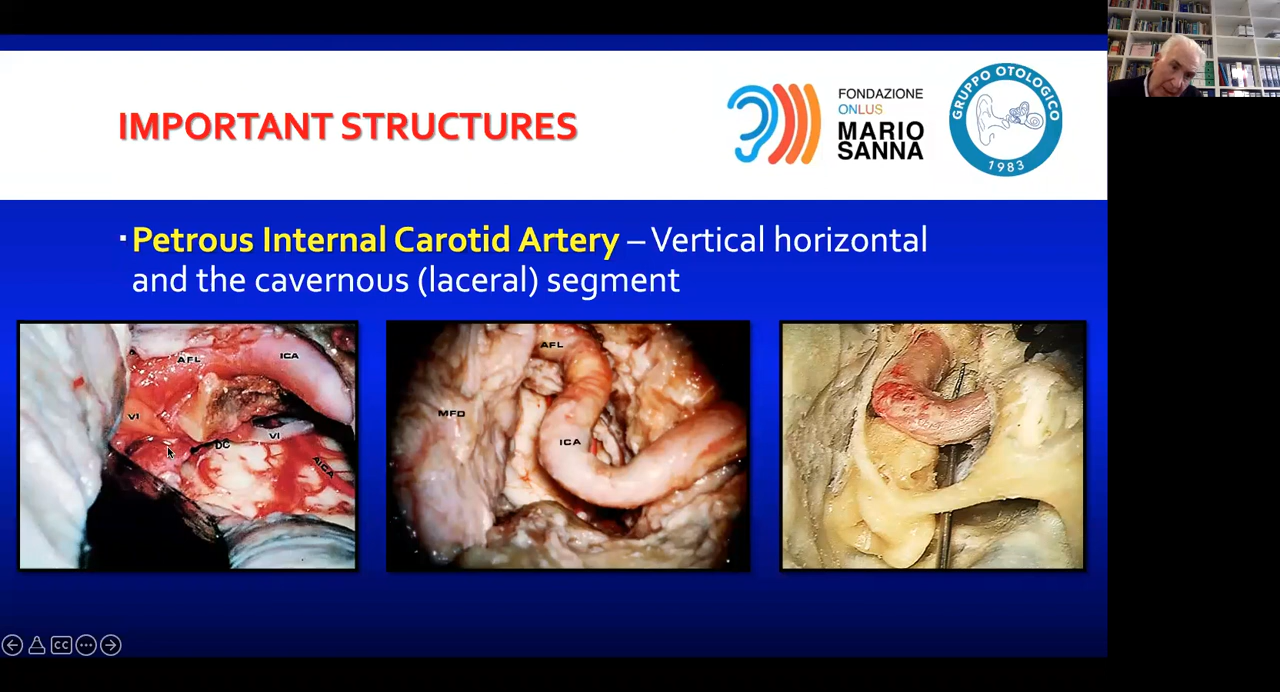 IMPORTANT STRUCTURES
FONDAZIONE
ONLUS
MARIO
SANNA
GRUPPO OTOLOGICO
1983
▪ Petrous Internal Carotid Artery – Vertical horizontal
and the cavernous (laceral) segment
AFL
ICA
VI
DC
VI
AICA
AFL
MFD
ICA
CC